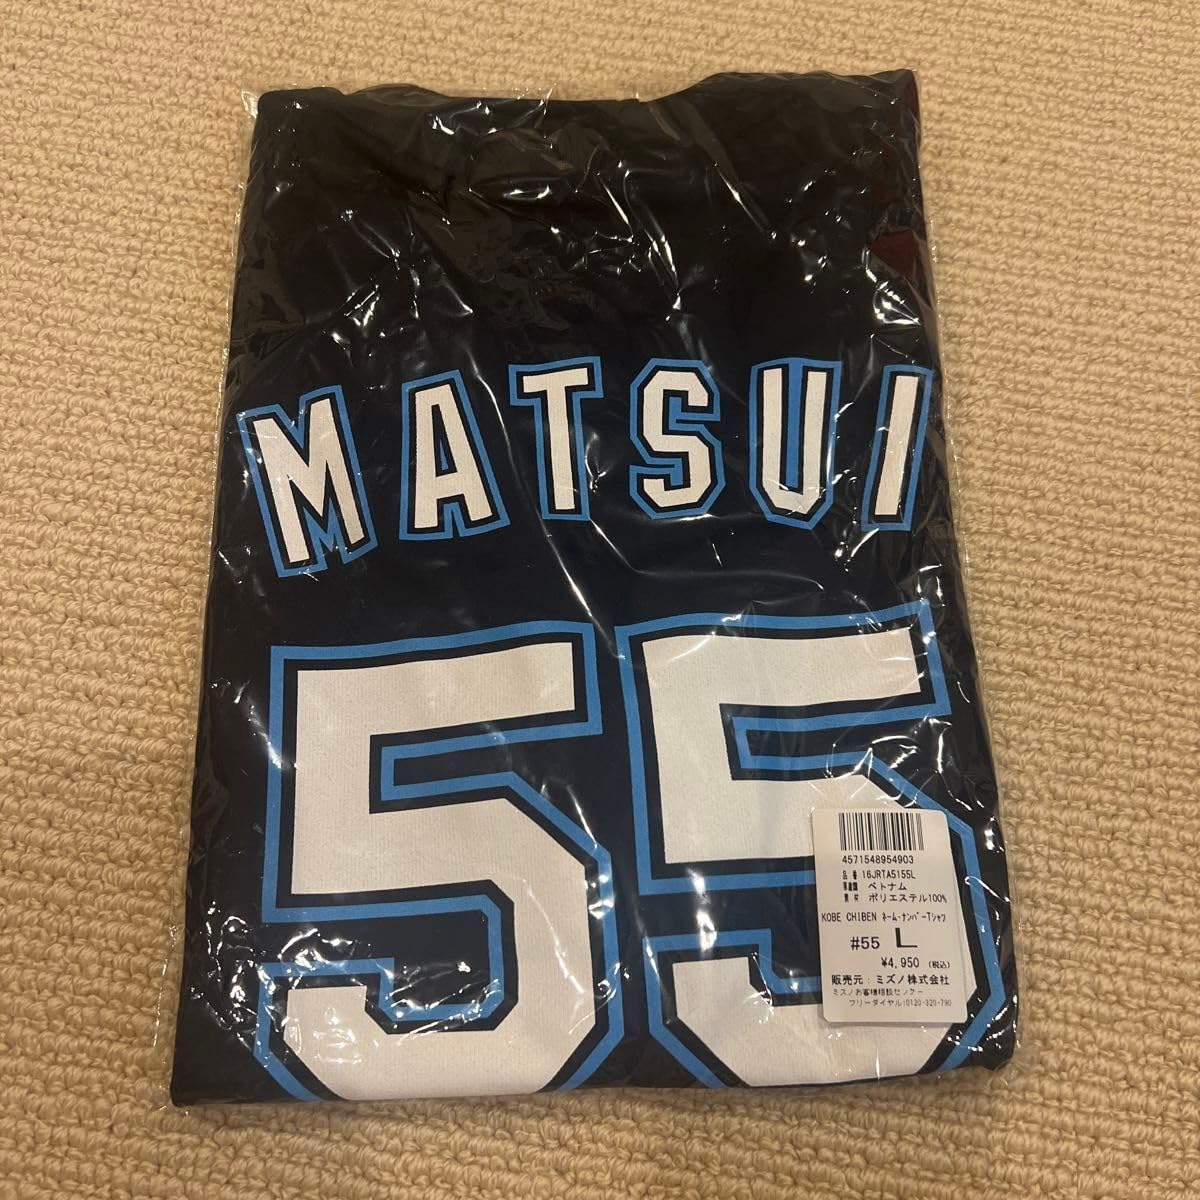 MATSUI
55
4571548954903
品 番 16JRTA5155L
原産国 ベトナム
素 材 ポリエステル100%
KOBE CHIBEN ネーム・ナンバーTシャツ
#55 L
¥4,950 (税込)
販売元: ミズノ株式会社
ミズノお客様相談センター
フリーダイヤル:0120-320-790